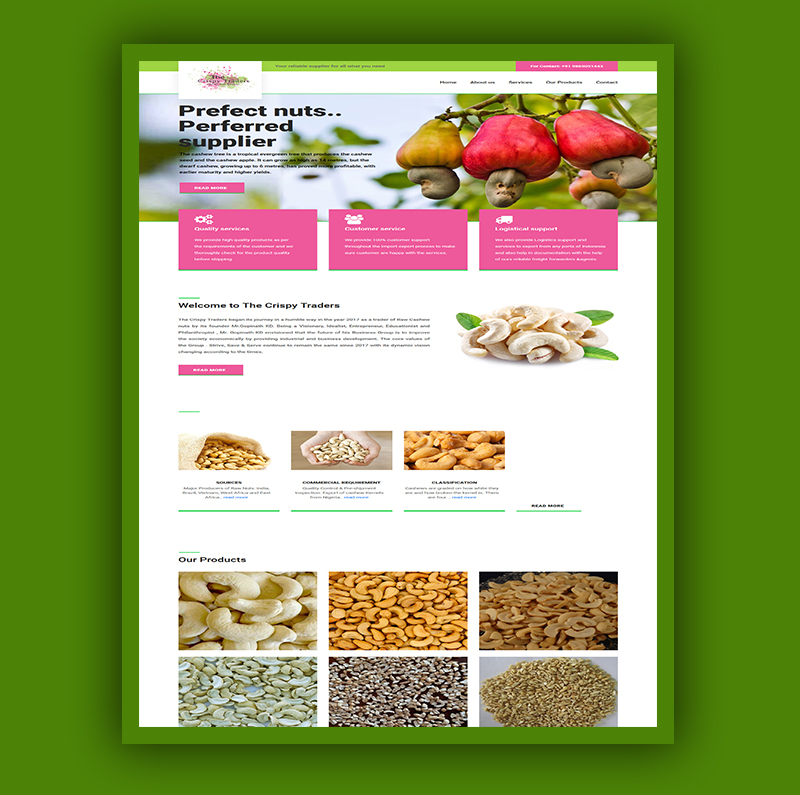 Your reliable supplier for all what you need
The
Crispy Traders
Home About us Services Our Products Contact
Prefect nuts..
Perferred
supplier
The cashew tree is a tropical evergreen tree that produces the cashew
seed and the cashew apple. It can grow as high as 14 metres, but the
dwarf cashew, growing up to 6 metres, has proved more profitable, with
earlier maturity and higher yields.
READ MORE
Quality services
We provide high quality products as per
the requirements of the customer and we
thoroughly check for the product quality
before shipping
Customer service
We provide 100% customer support
throughout the import export process to make
sure customer are happy with the services.
Logistical support
We also provide Logistics support and
services to export from any ports of Indonesia
and also help in documentation with the help
of ours reliable freight forwarders &agents
Welcome to The Crispy Traders
The Crispy Traders began its journey in a humble way in the year 2017 as a trader of Raw Cashew
nuts by its founder Mr.Gopinath KD. Being a Visionary, Idealist, Entrepreneur, Educationist and
Philanthropist , Mr. Gopinath KD envisioned that the future of his Business Group is to improve
the society economically by proviting industrial and business development. The core values of
the Group - Strive, Save & Serve continue to remain the same since 2017 with its dynamic vision
changing according to the times.
READ MORE
SOURCES
Major Producers of Raw Nuts: India,
Brazil, Vietnam, West Africa and East
Africa... read more
COMMERCIAL REQUIREMENT
Quality Control & Pre-shipment
Inspection: Export of cashew Kernels
from Nigeria.. read more
CLASSIFICATION
Cashews are graded on how white they
are and how broken the kernel is. There
are four ... read more
READ MORE
Our Products